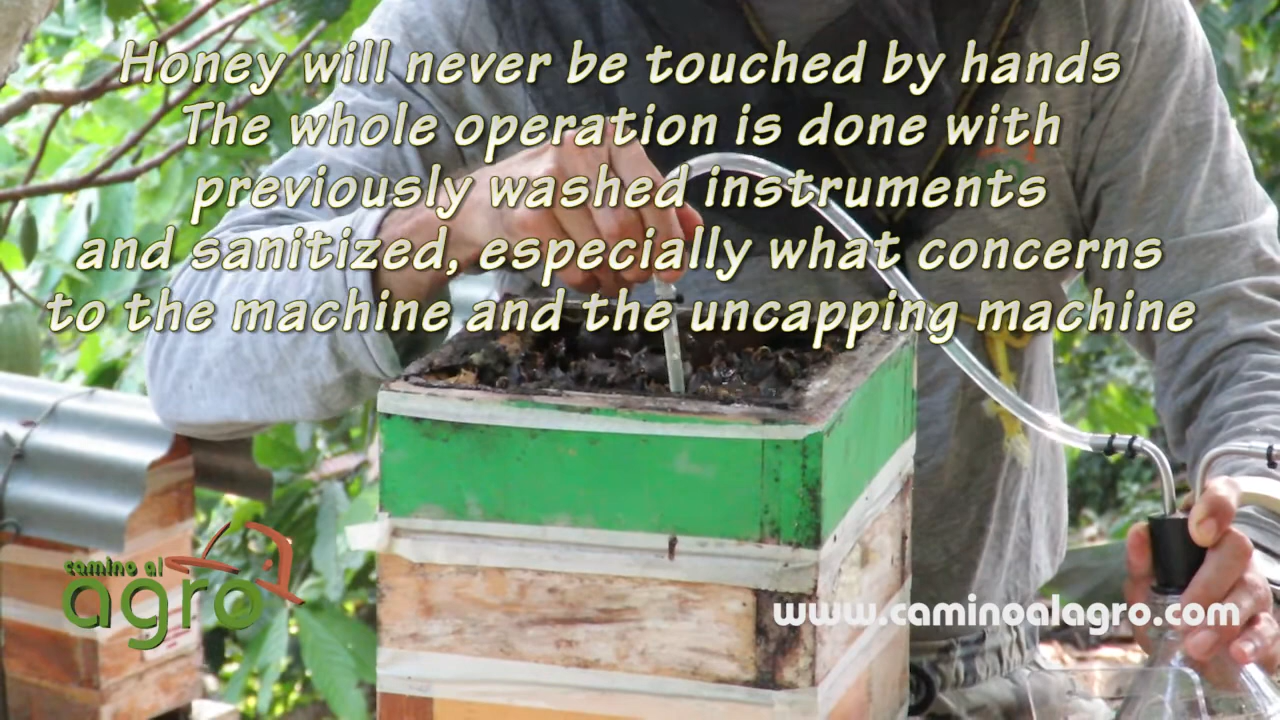 Honey will never be touched by hands
The whole operation is done with
previously washed instruments
and sanitized, especially what concerns
to the machine and the uncapping machine
camino al
agro
www.caminoalagro.com